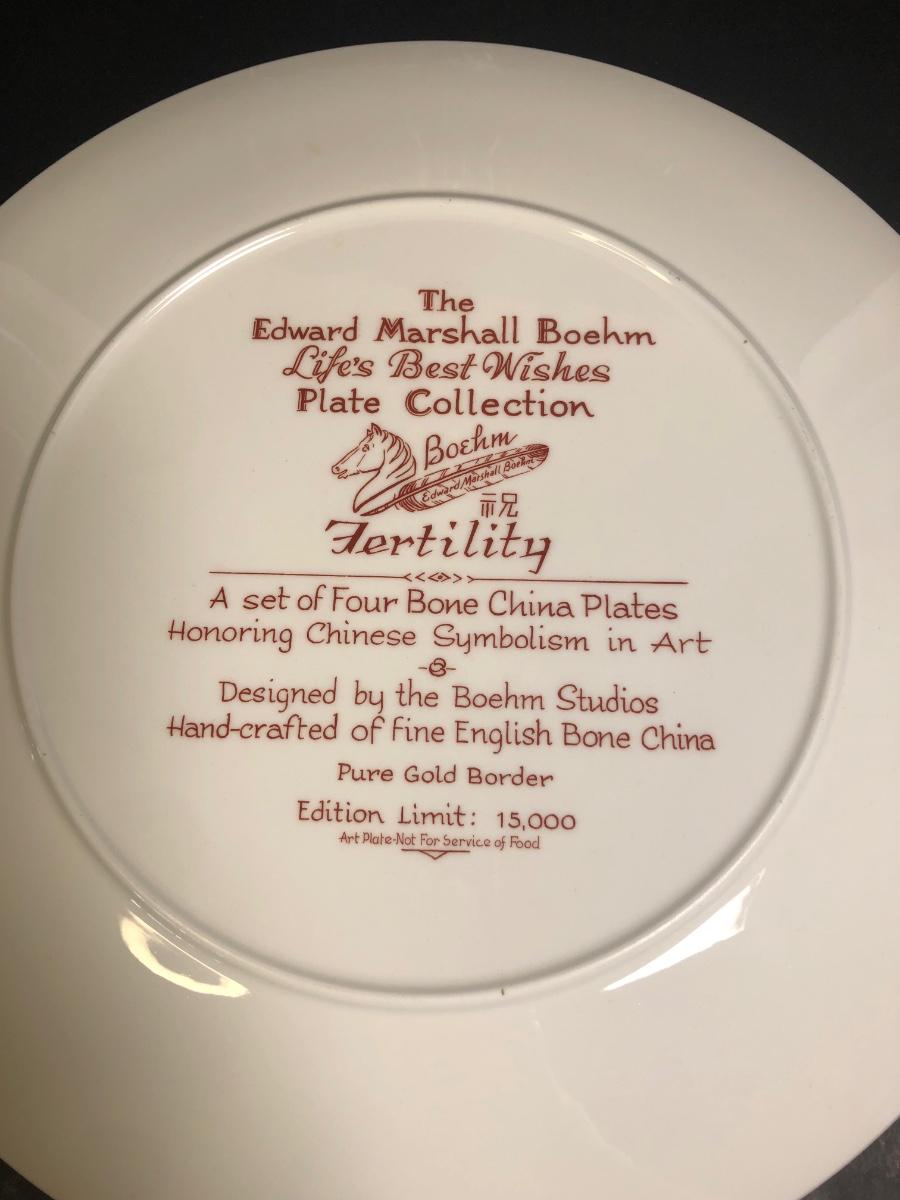 The
Edward Marshall Boehm
Life's Best Wishes
Plate Collection
Boehm
Edward Marshall Boehm
祝
Fertility
A set of Four Bone China Plates
Honoring Chinese Symbolism in Art
Designed by the Boehm Studios
Hand-crafted of Fine English Bone China
Pure Gold Border
Edition Limit: 15,000
Art Plate-Not For Service of Food